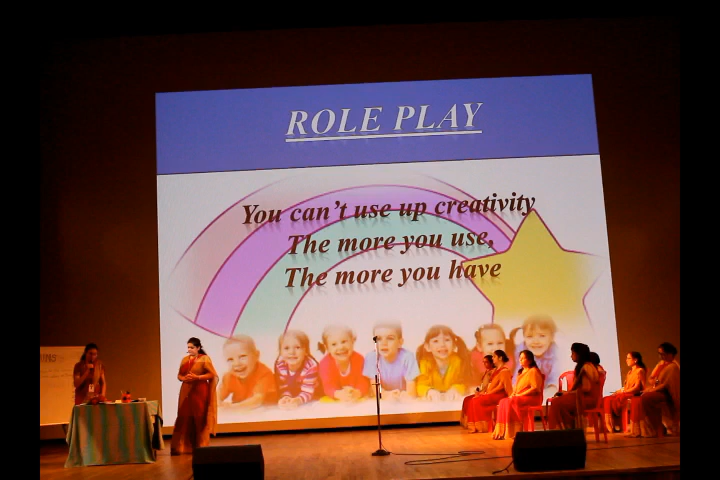 ROLE PLAY
You can't use up creativity
The more you use,
The more you have